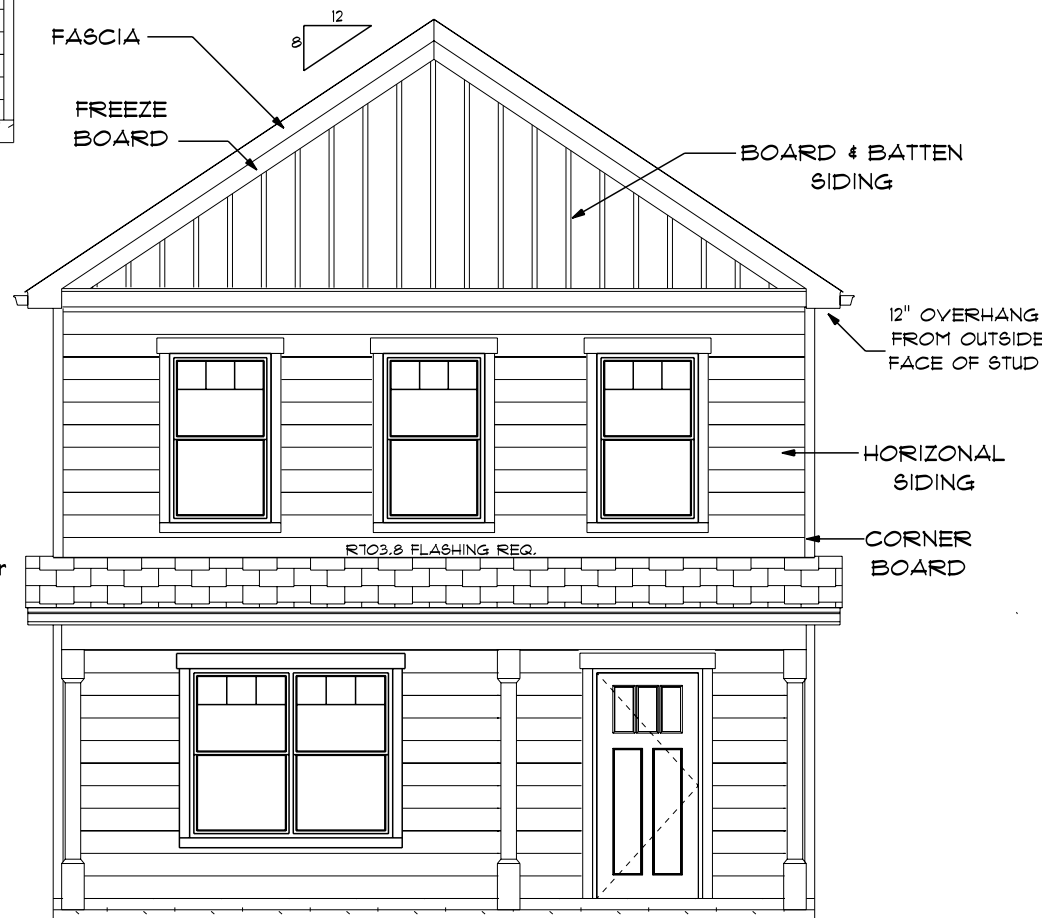 12
8
FASCIA
FREEZE
BOARD
BOARD & BATTEN
SIDING
12" OVERHANG
FROM OUTSIDE
FACE OF STUD
HORIZONAL
SIDING
R703.8 FLASHING REQ.
CORNER
BOARD
r